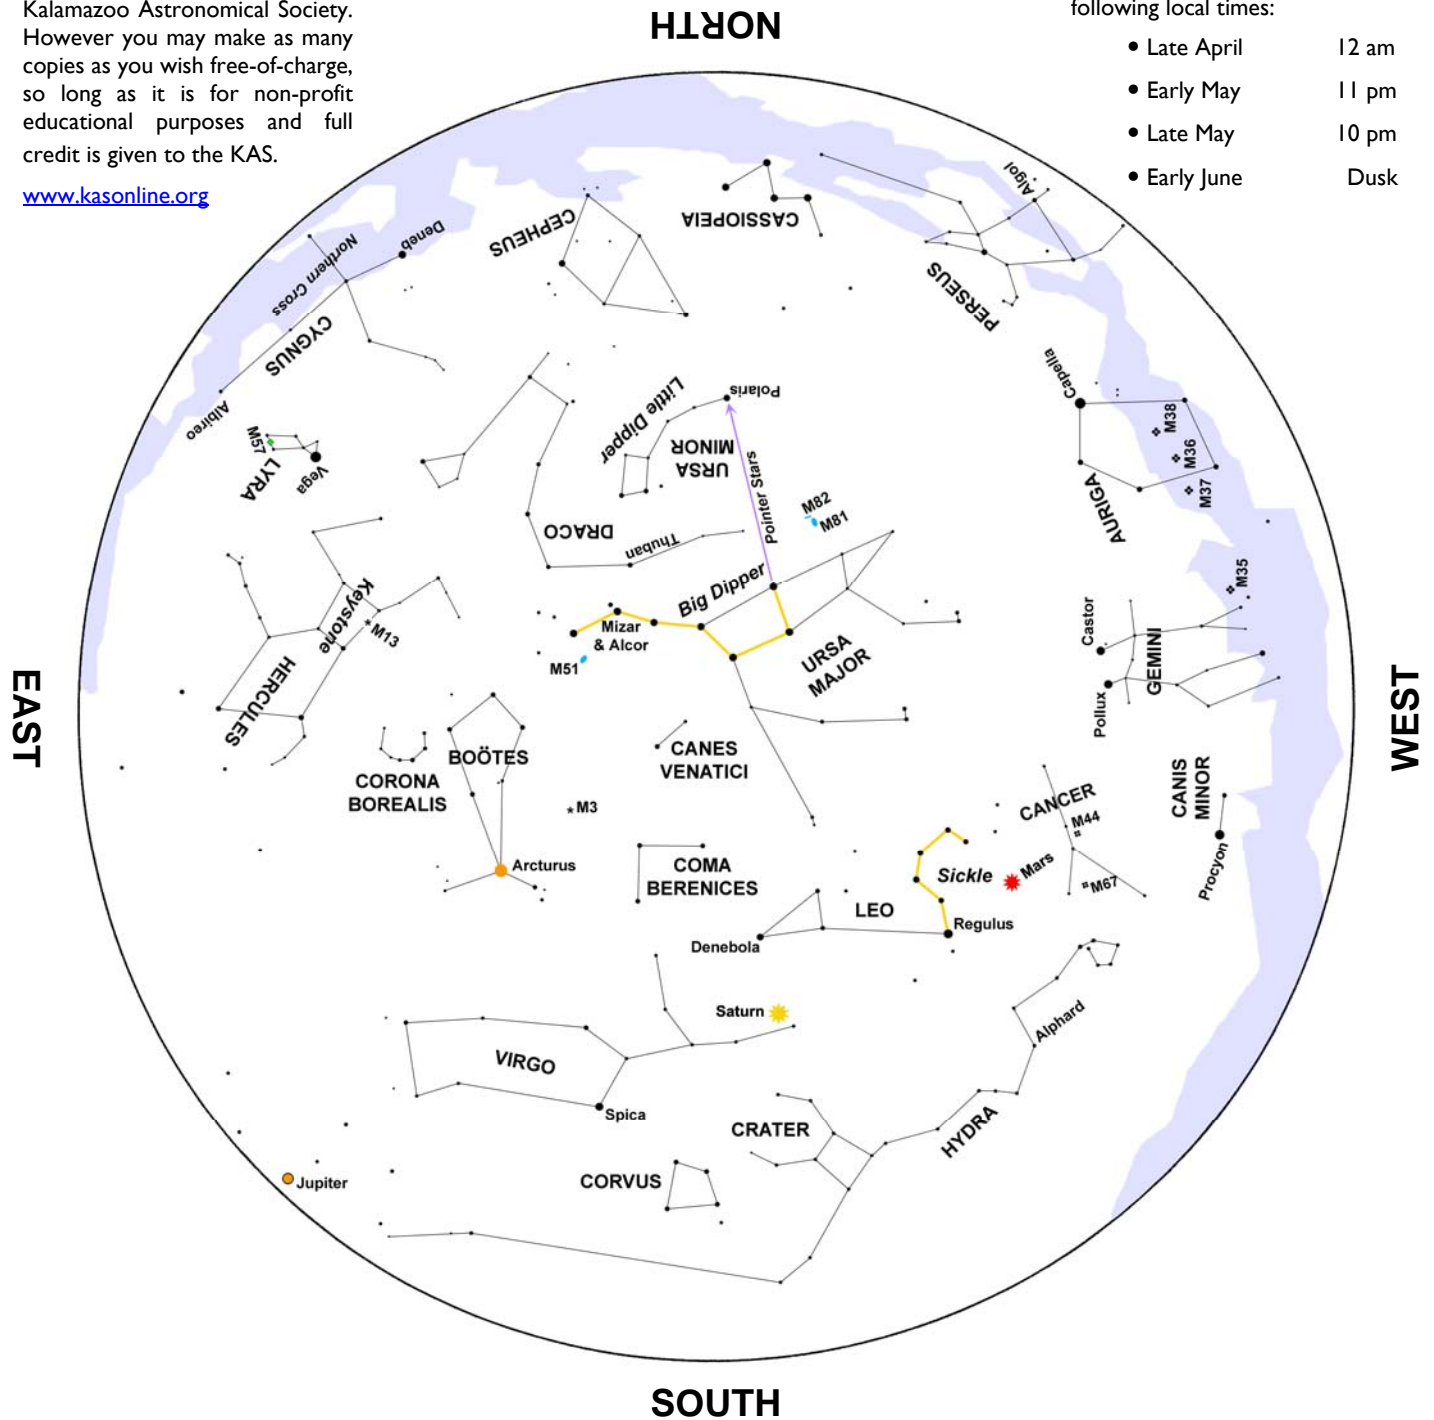 Kalamazoo Astronomical Society.
However you may make as many
copies as you wish free-of-charge,
so long as it is for non-profit
educational purposes and full
credit is given to the KAS.
www.kasonline.org
following local times:
• Late April 12 am
• Early May 11 pm
• Late May 10 pm
• Early June Dusk
NORTH
CASSIOPEIA
CEPHEUS
Algol
PERSEUS
Deneb
Northern Cross
CYGNUS
Albireo
M57
LYRA
Vega
Little Dipper
Polaris
URSA
MINOR
Capella
M38
M36
M37
AURIGA
Pointer Stars
M82
M81
DRACO
Thuban
Big Dipper
Mizar
& Alcor
M51
URSA
MAJOR
M35
Castor
GEMINI
Pollux
Keystone
M13
HERCULES
EAST
WEST
CORONA
BOREALIS
BOÖTES
CANES
VENATICI
M3
CANCER
M44
M67
CANIS
MINOR
Procyon
Arcturus
COMA
BERENICES
Sickle
Mars
LEO
Regulus
Denebola
Saturn
Alphard
VIRGO
Spica
CRATER
HYDRA
CORVUS
Jupiter
SOUTH